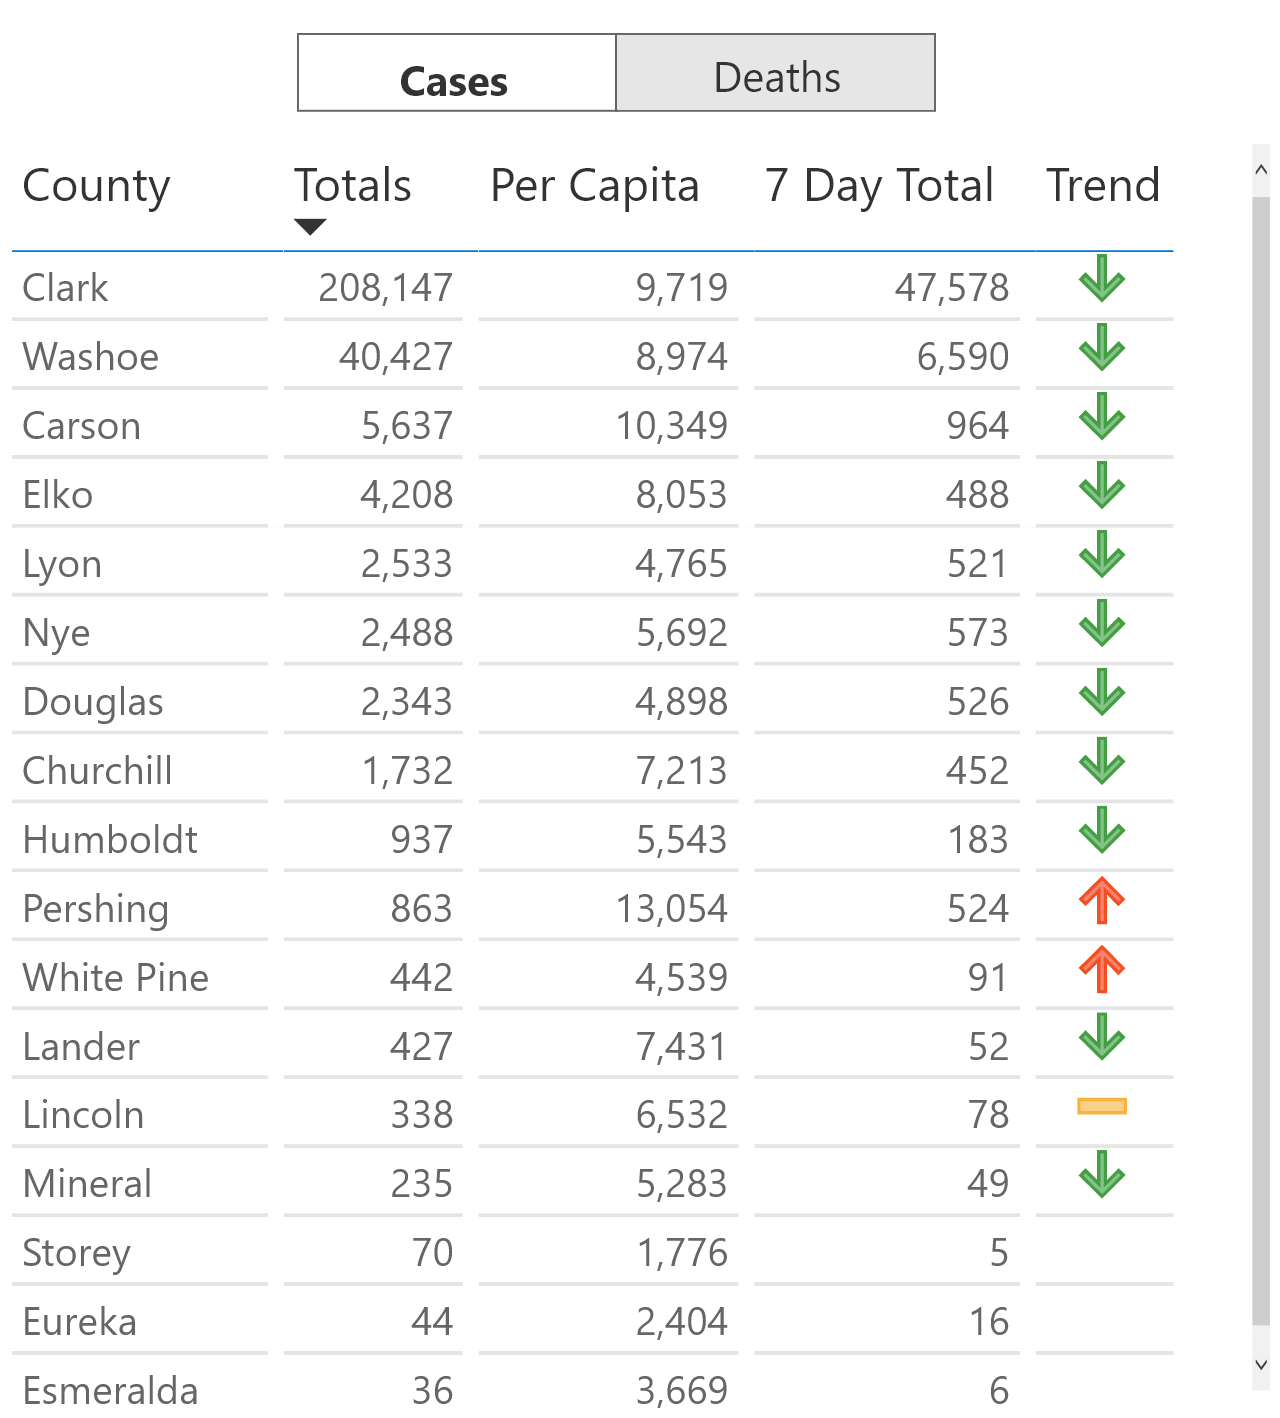 Cases Deaths
County Totals Per Capita 7 Day Total Trend
Clark 208,147 9,719 47,578
Washoe 40,427 8,974 6,590
Carson 5,637 10,349 964
Elko 4,208 8,053 488
Lyon 2,533 4,765 521
Nye 2,488 5,692 573
Douglas 2,343 4,898 526
Churchill 1,732 7,213 452
Humboldt 937 5,543 183
Pershing 863 13,054 524
White Pine 442 4,539 91
Lander 427 7,431 52
Lincoln 338 6,532 78
Mineral 235 5,283 49
Storey 70 1,776 5
Eureka 44 2,404 16
Esmeralda 36 3,669 6